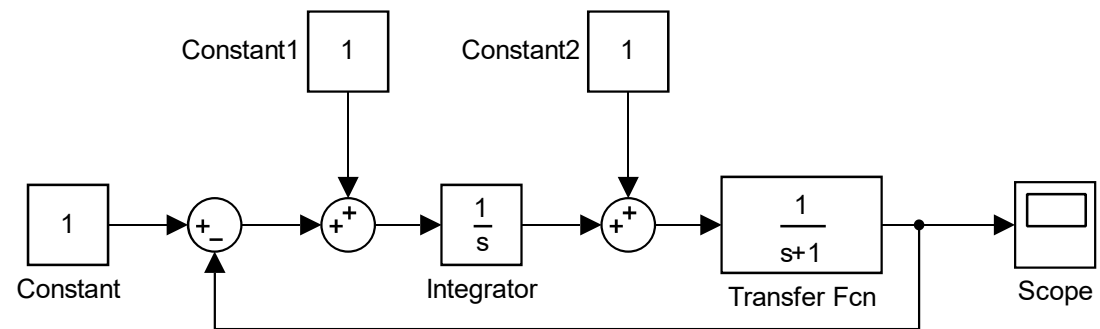 Constant1
1
Constant2
1
1
+
−
+
+
1
s
+
+
1
s+1
Constant
Integrator
Transfer Fcn
Scope